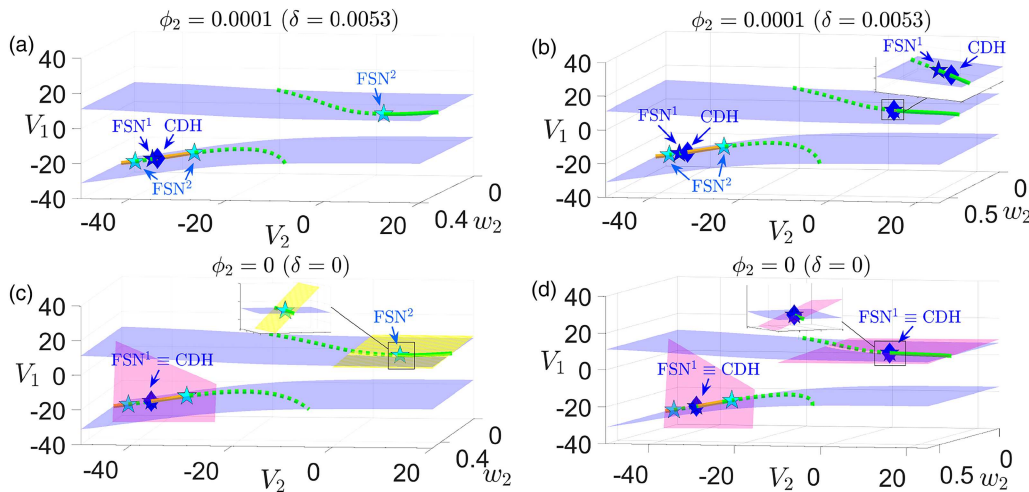 ϕ₂ = 0.0001 (δ = 0.0053)
(a)
FSN²
FSN¹
CDH
FSN²
V₁
40
20
0
-20
-40
-40
-20
0
20
V₂
0
0.4
w₂
ϕ₂ = 0.0001 (δ = 0.0053)
(b)
FSN¹
CDH
FSN¹
CDH
FSN²
V₁
40
20
0
-20
-40
-40
-20
0
20
V₂
0
0.5
w₂
ϕ₂ = 0 (δ = 0)
(c)
FSN²
FSN¹ ≡ CDH
V₁
40
20
0
-20
-40
-40
-20
0
20
V₂
0
0.4
w₂
ϕ₂ = 0 (δ = 0)
(d)
FSN¹ ≡ CDH
FSN¹ ≡ CDH
V₁
40
20
0
-20
-40
-40
-20
0
20
V₂
0
0.5
w₂